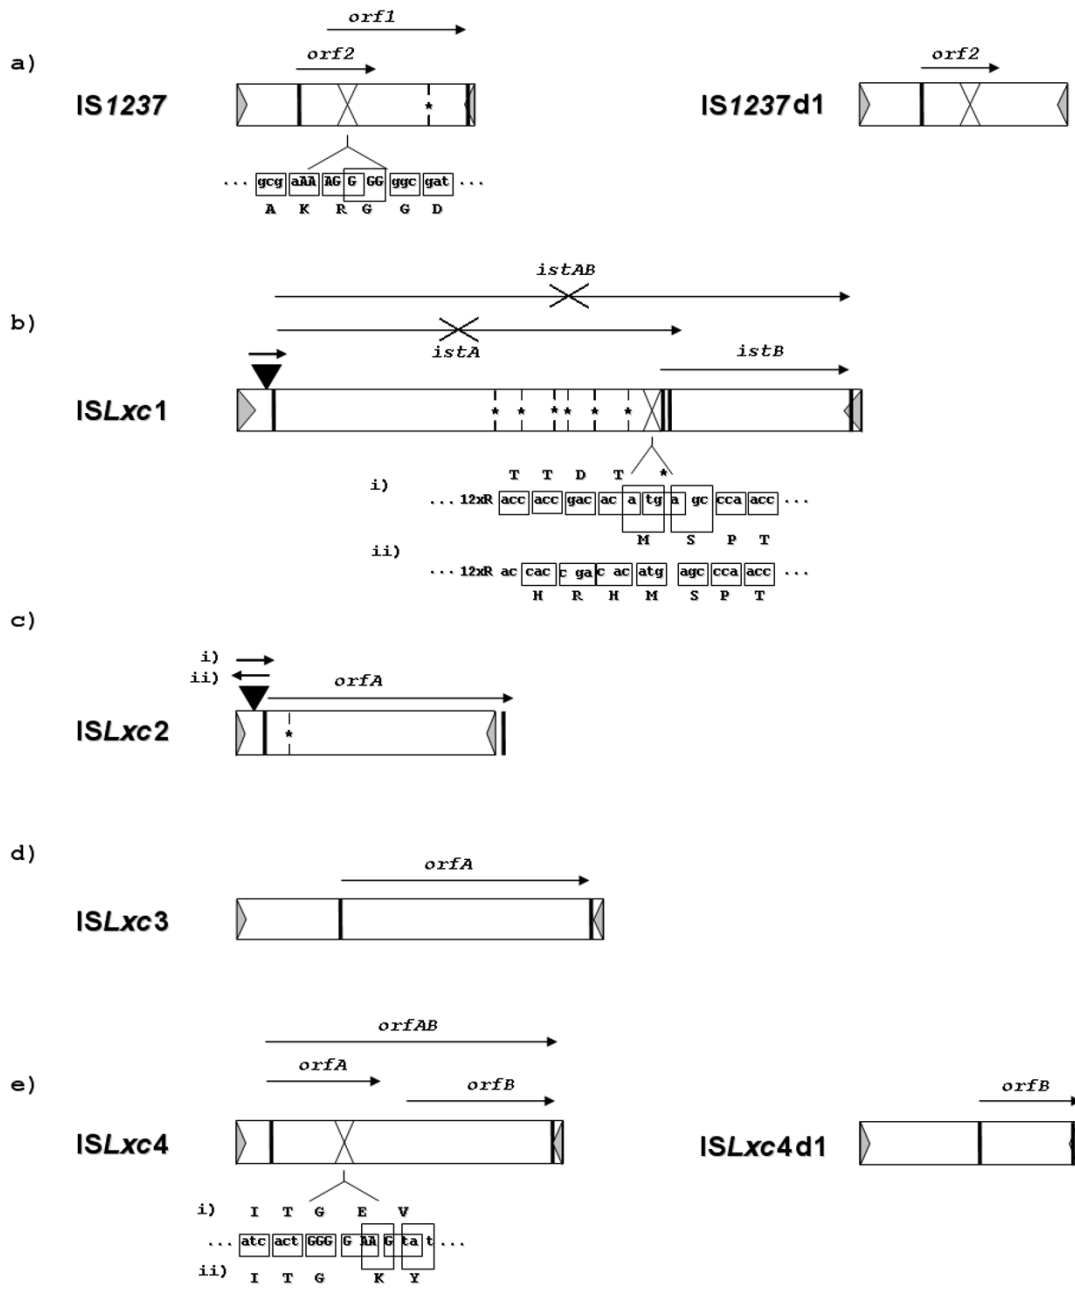 orf1
a) orf2 orf2
IS1237 * IS1237d1
... gcg aAA AG G GG ggc gat ...
A K R G G D
istAB
b)
istA istB
ISLxc1 * * * * * *
T T D T *
i) ... 12xR acc acc gac ac a tg a gc cca acc ...
M S P T
ii) ... 12xR ac cac c ga c ac atg agc cca acc ...
H R H M S P T
c)
i)
ii) orfA
ISLxc2 *
d) orfA
ISLxc3
orfAB
orfA
e) orfB orfB
ISLxc4 ISLxc4d1
i) I T G E V
... atc act GGG G AA G ta t ...
ii) I T G K Y